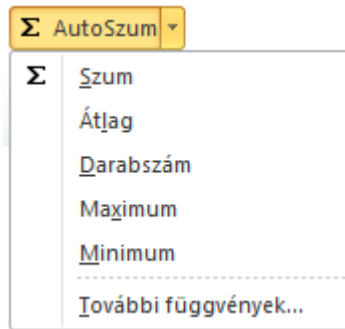 Σ AutoSzum
Σ Szum
Átlag
Darabszám
Maximum
Minimum
További függvények...